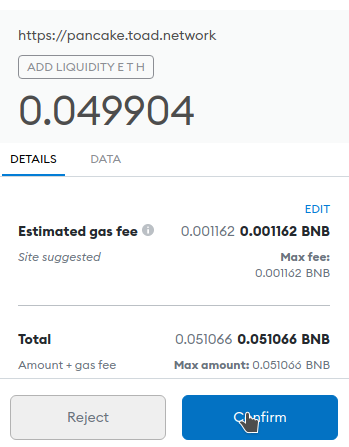 https://pancake.toad.network
ADD LIQUIDITY E T H
0.049904
DETAILS DATA
EDIT
Estimated gas fee 0.001162 0.001162 BNB
Site suggested Max fee:
0.001162 BNB
Total 0.051066 0.051066 BNB
Amount + gas fee Max amount: 0.051066 BNB
Reject Confirm